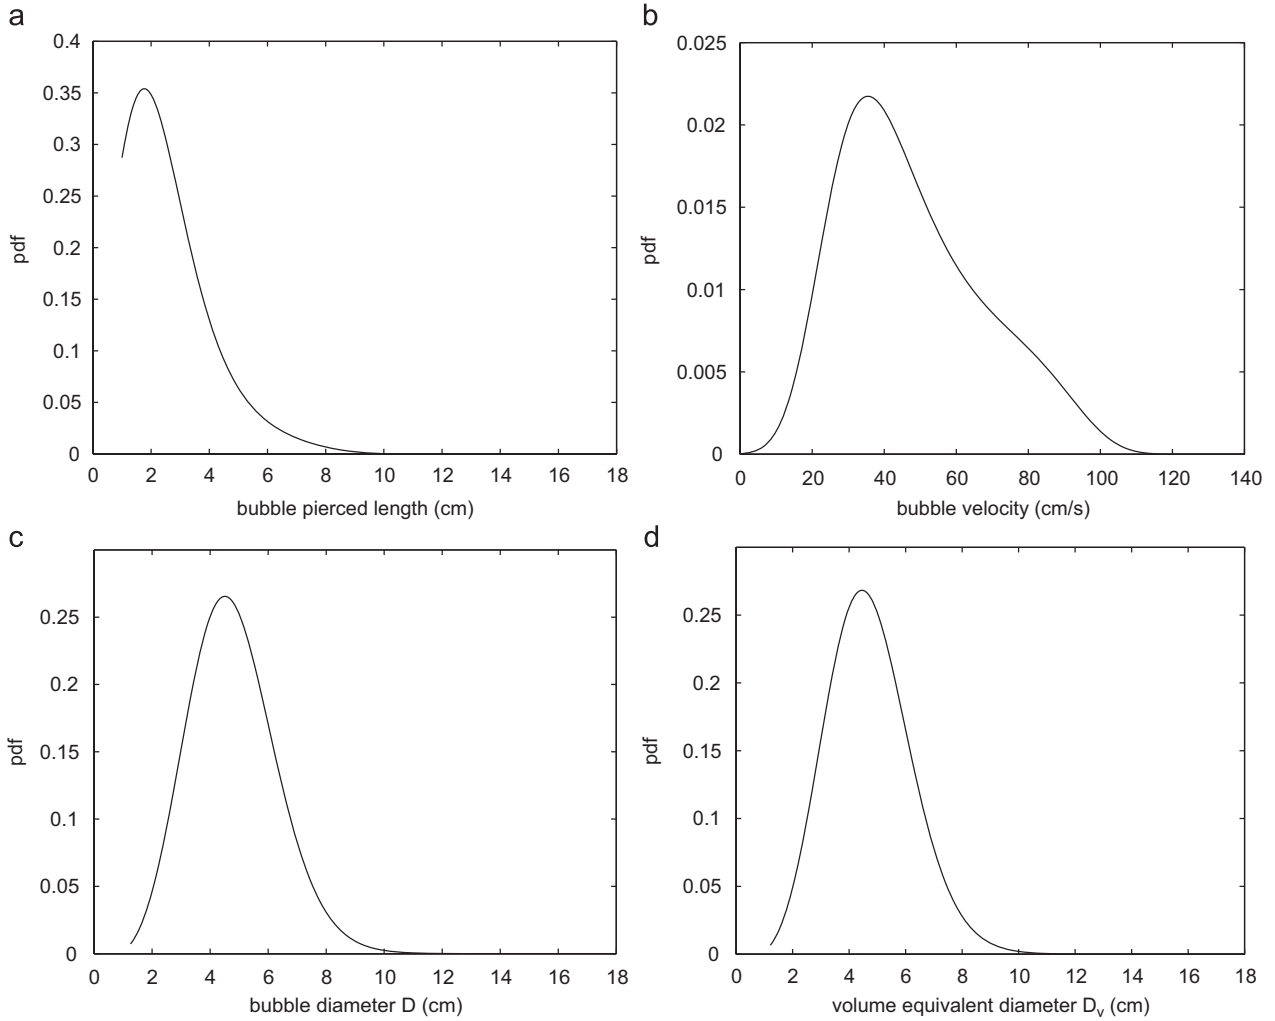 a
0.4
0.35
0.3
0.25
0.2
0.15
0.1
0.05
0
0 2 4 6 8 10 12 14 16 18
pdf
bubble pierced length (cm)
b
0.025
0.02
0.015
0.01
0.005
0
0 20 40 60 80 100 120 140
pdf
bubble velocity (cm/s)
c
0.25
0.2
0.15
0.1
0.05
0
0 2 4 6 8 10 12 14 16 18
pdf
bubble diameter D (cm)
d
0.25
0.2
0.15
0.1
0.05
0
0 2 4 6 8 10 12 14 16 18
pdf
volume equivalent diameter Dv (cm)